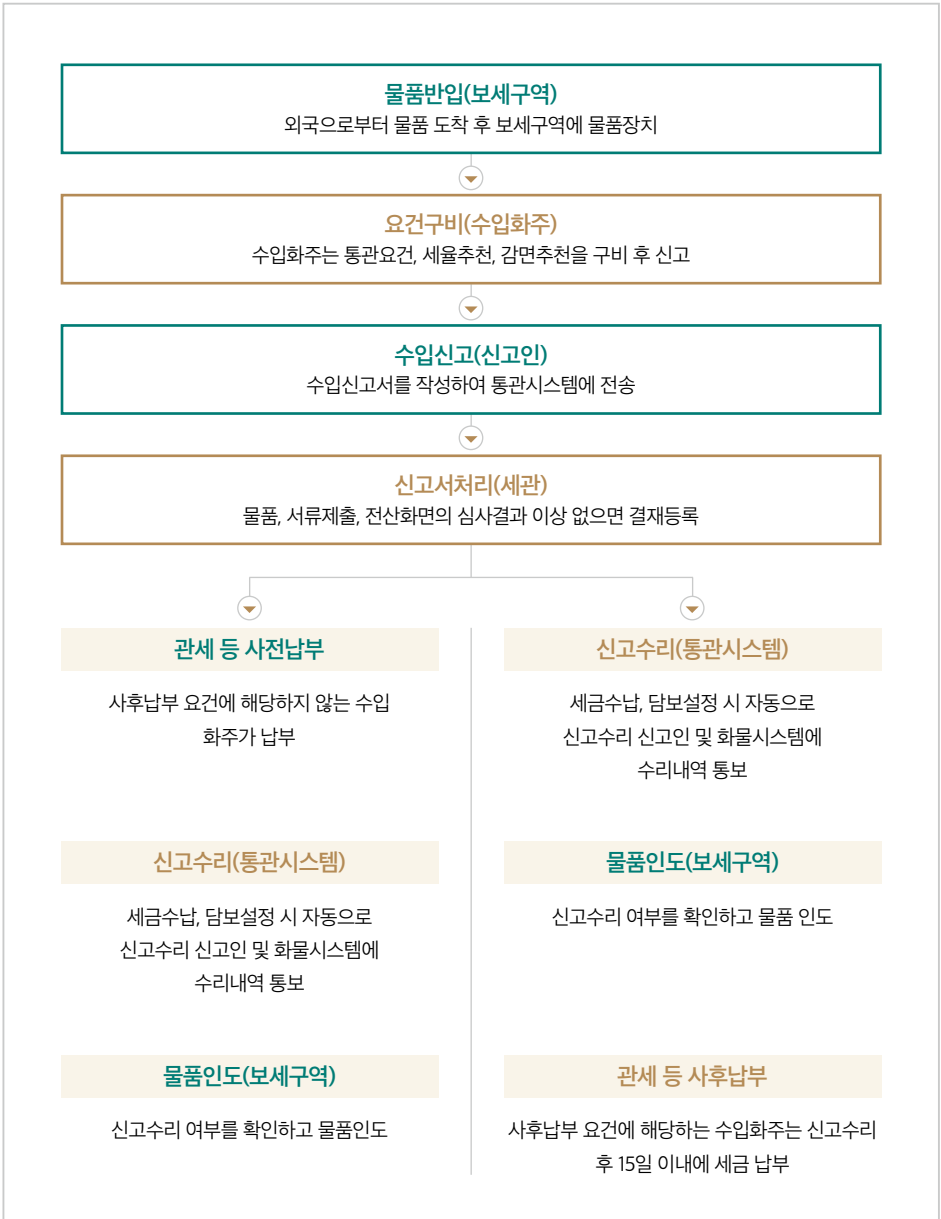 물품반입(보세구역)
외국으로부터 물품 도착 후 보세구역에 물품장치
요건구비(수입화주)
수입화주는 통관요건, 세율추천, 감면추천을 구비 후 신고
수입신고(신고인)
수입신고서를 작성하여 통관시스템에 전송
신고서처리(세관)
물품, 서류제출, 전산화면의 심사결과 이상 없으면 결재등록
관세 등 사전납부
사후납부 요건에 해당하지 않는 수입
화주가 납부
신고수리(통관시스템)
세금수납, 담보설정 시 자동으로
신고수리 신고인 및 화물시스템에
수리내역 통보
물품인도(보세구역)
신고수리 여부를 확인하고 물품인도
신고수리(통관시스템)
세금수납, 담보설정 시 자동으로
신고수리 신고인 및 화물시스템에
수리내역 통보
물품인도(보세구역)
신고수리 여부를 확인하고 물품 인도
관세 등 사후납부
사후납부 요건에 해당하는 수입화주는 신고수리
후 15일 이내에 세금 납부